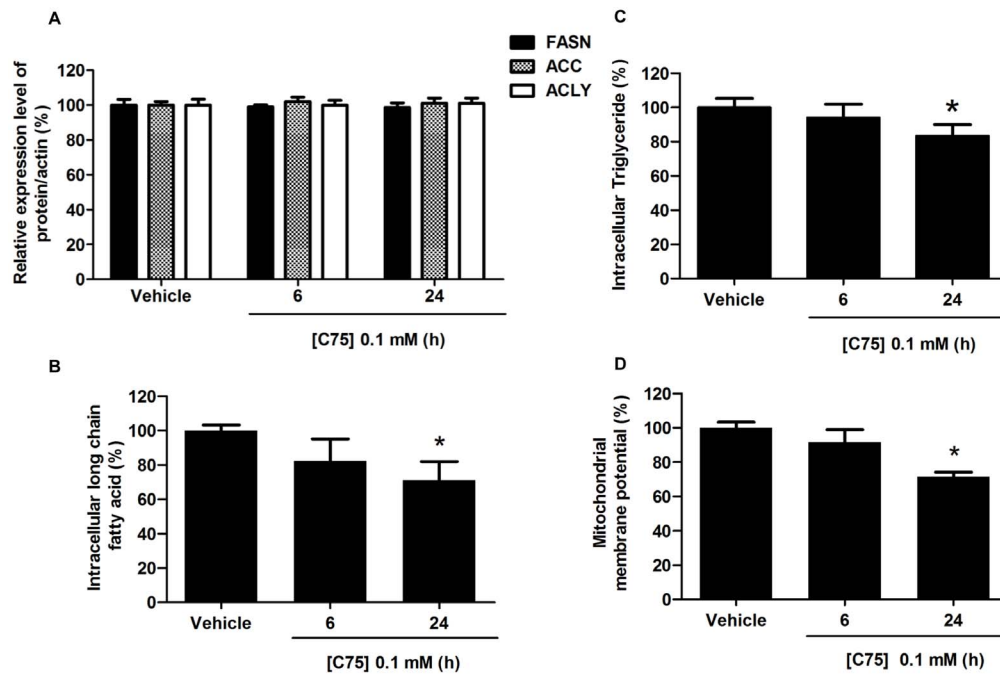 A
FASN
ACC
ACLY
Relative expression level of
protein/actin (%)
120
100
80
60
40
20
0
Vehicle
6
24
[C75] 0.1 mM (h)
C
Intracellular Triglyceride (%)
120
100
80
60
40
20
0
*
Vehicle
6
24
[C75] 0.1 mM (h)
B
Intracellular long chain
fatty acid (%)
120
100
80
60
40
20
0
*
Vehicle
6
24
[C75] 0.1 mM (h)
D
Mitochondrial
membrane potential (%)
120
100
80
60
40
20
0
*
Vehicle
6
24
[C75] 0.1 mM (h)